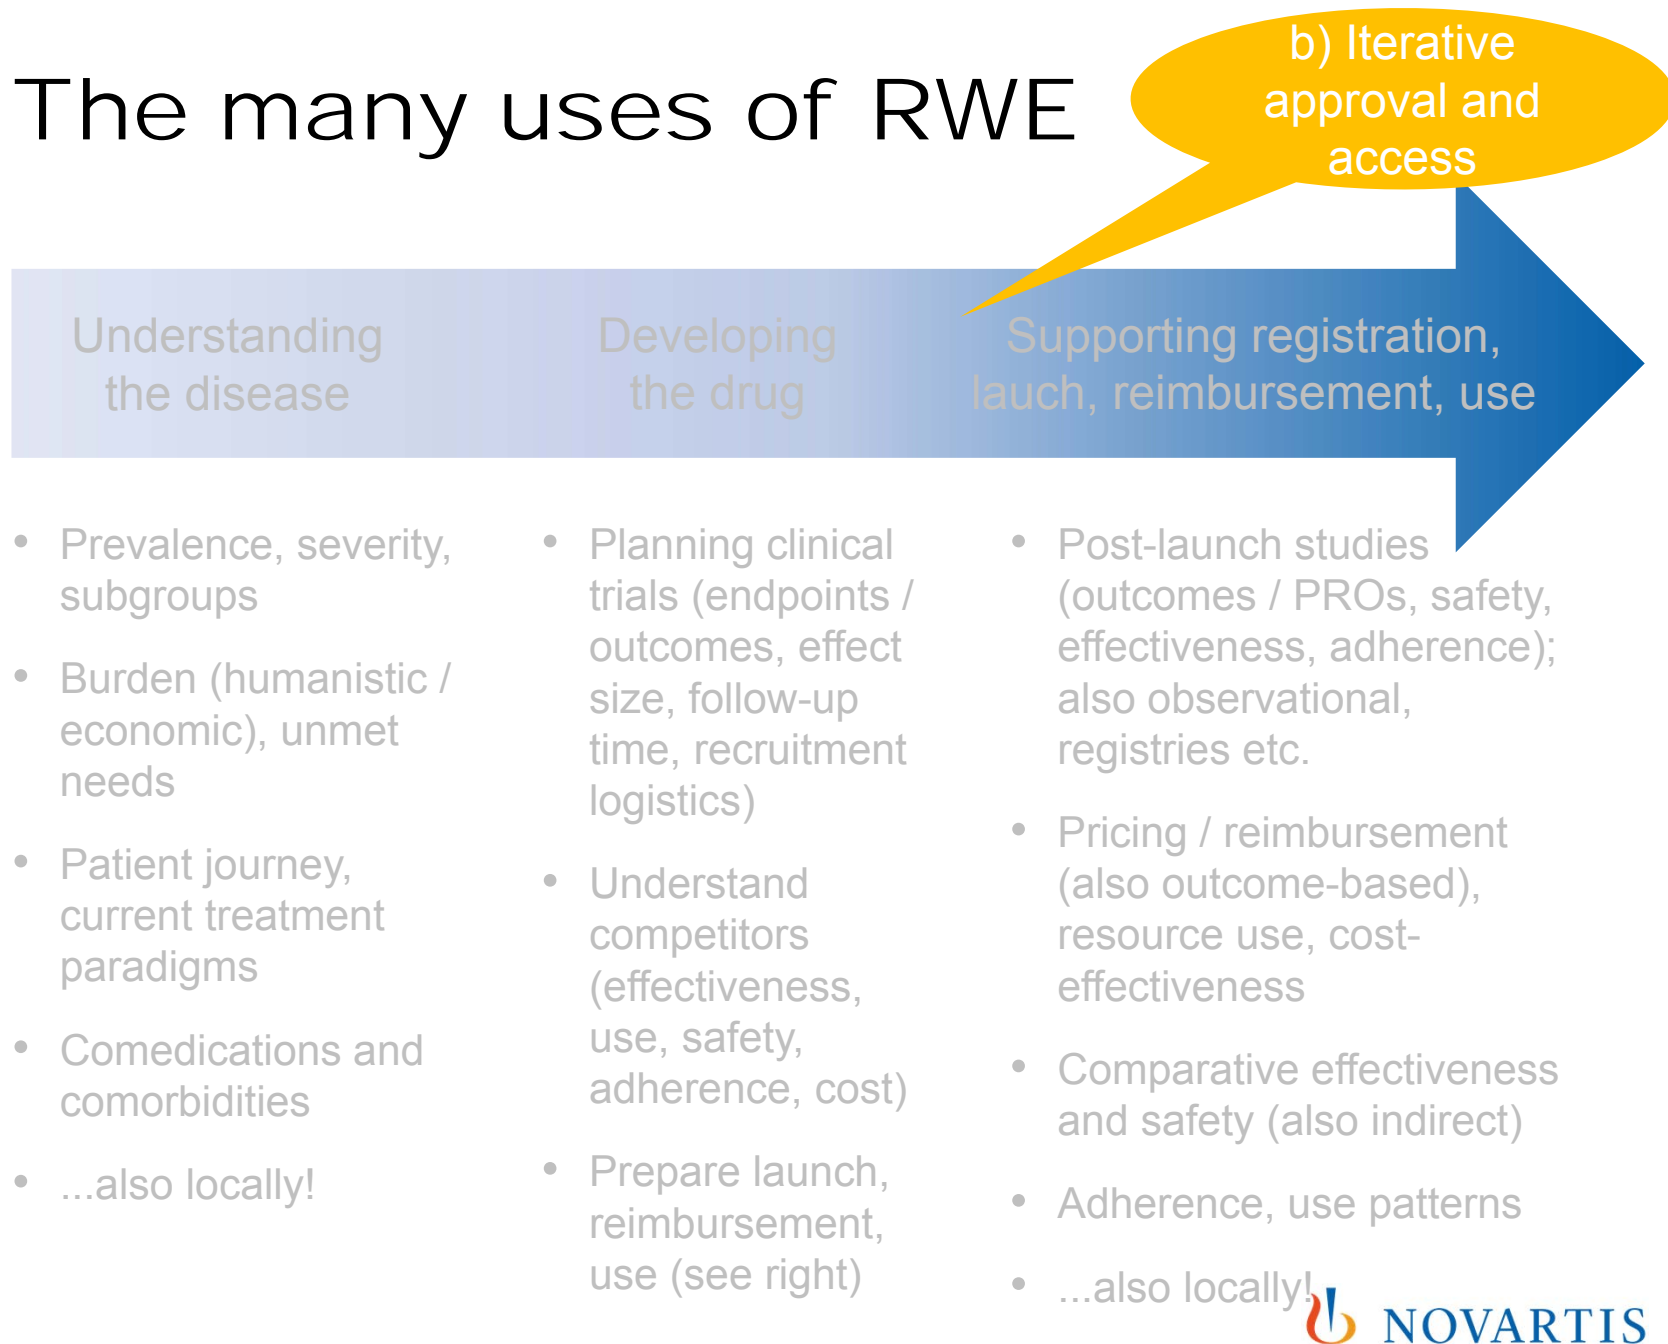 The many uses of RWE
b) Iterative
approval and
access
Understanding
the disease
Developing
the drug
Supporting registration,
lauch, reimbursement, use
• Prevalence, severity,
subgroups
• Burden (humanistic /
economic), unmet
needs
• Patient journey,
current treatment
paradigms
• Comedications and
comorbidities
• ...also locally!
• Planning clinical
trials (endpoints /
outcomes, effect
size, follow-up
time, recruitment
logistics)
• Understand
competitors
(effectiveness,
use, safety,
adherence, cost)
• Prepare launch,
reimbursement,
use (see right)
• Post-launch studies
(outcomes / PROs, safety,
effectiveness, adherence);
also observational,
registries etc.
• Pricing / reimbursement
(also outcome-based),
resource use, cost-
effectiveness
• Comparative effectiveness
and safety (also indirect)
• Adherence, use patterns
• ...also locally!
NOVARTIS